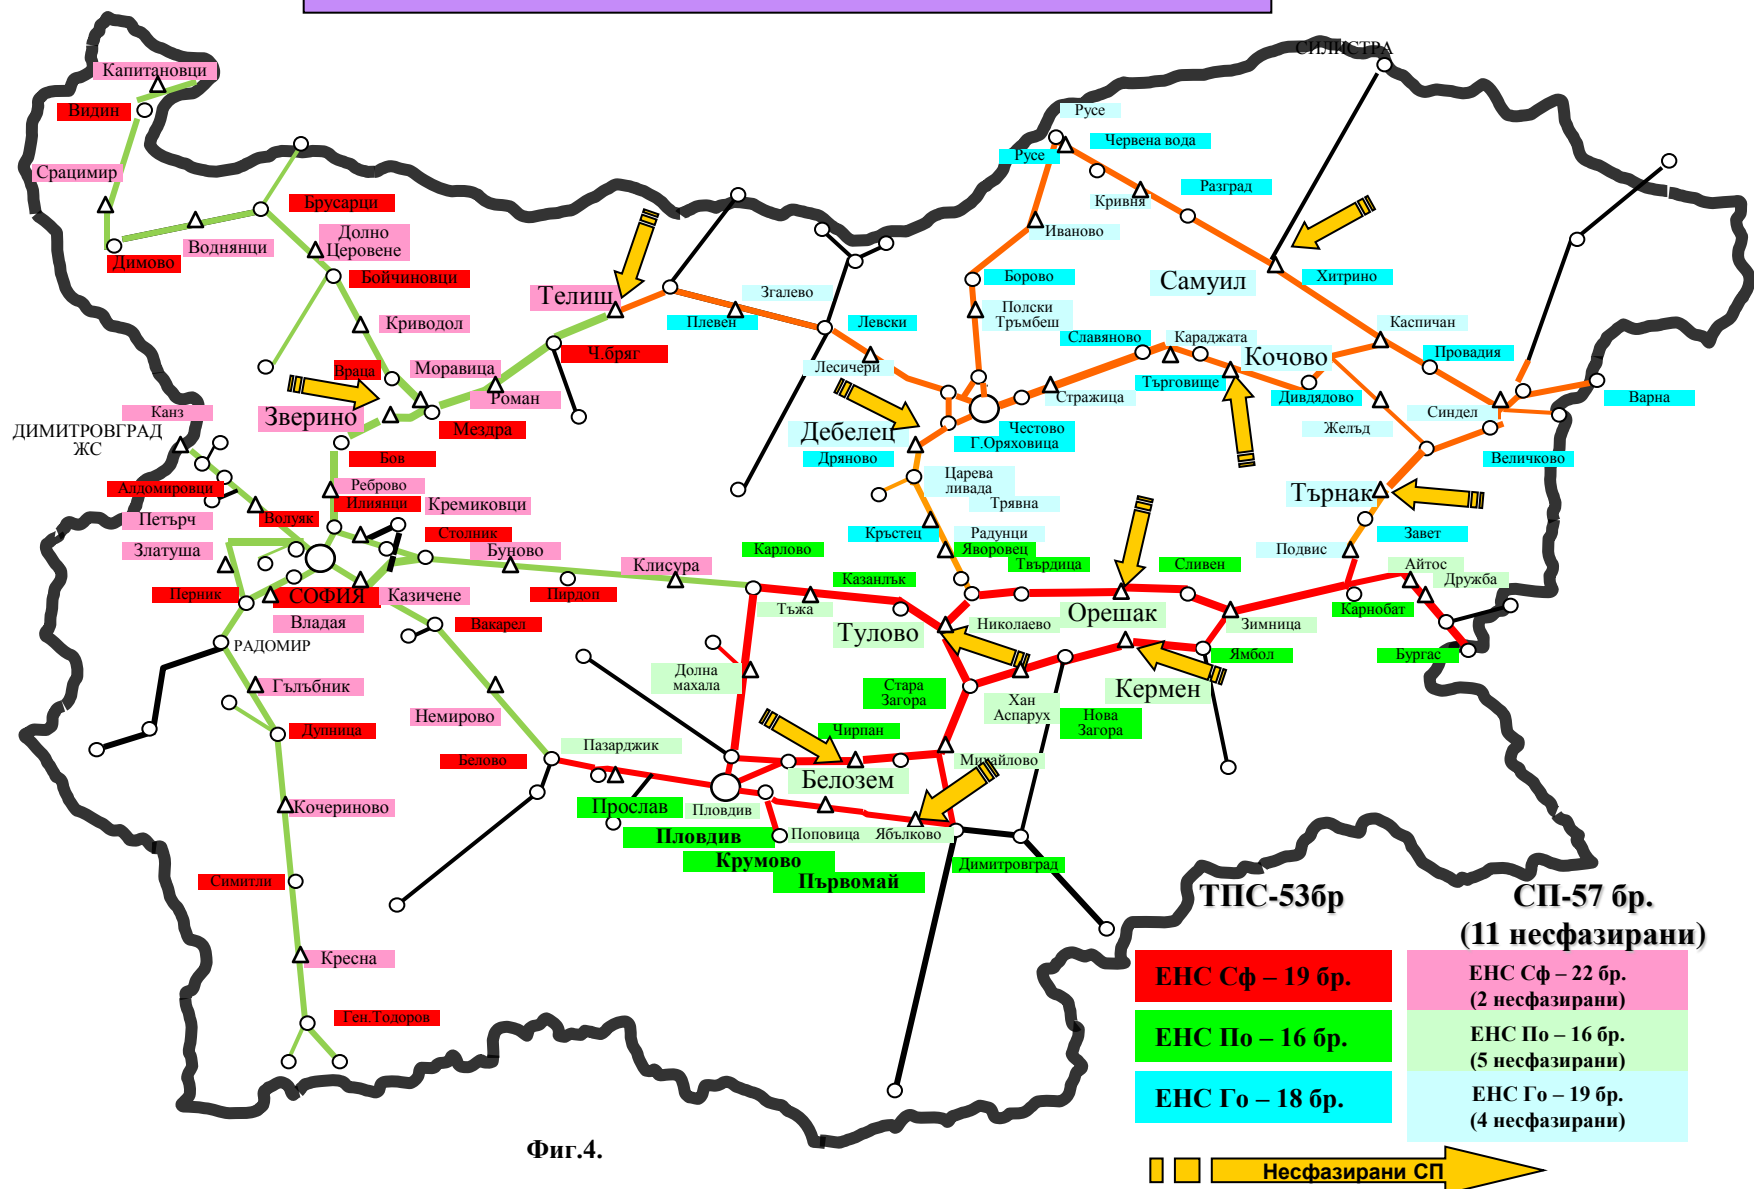 СИЛИСТРА
Капитановци
Видин
Русе
Червена вода
Русе
Срацимир
Разград
Кривня
Брусарци
Долно
Церовене
Воднянци
Иваново
Димово
Бойчиновци
Борово
Самуил
Хитрино
Телиш
Згалево
Полски
Тръмбеш
Криводол
Плевен
Левски
Каспичан
Славяново
Караджата
Кочово
Провадия
Ч.бряг
Враца
Моравица
Лесичери
Търговище
Стражица
Дивдядово
Роман
Варна
Канз
Зверино
Синдел
ДИМИТРОВГРАД
ЖС
Мездра
Дебелец
Честово
Желъд
Г.Оряховица
Бов
Дряново
Величково
Царева
ливада
Реброво
Алдомировци
Илиянци
Кремиковци
Търнак
Трявна
Петърч
Волуяк
Столник
Кръстец
Радунци
Завет
Златуша
Буново
Клисура
Карлово
Яворовец
Твърдица
Сливен
Подвис
Казанлък
Айтос
Дружба
Перник
СОФИЯ
Казичене
Пирдоп
Тъжа
Орешак
Карнобат
Владая
Вакарел
Тулово
Николаево
Зимница
РАДОМИР
Ямбол
Бургас
Долна
махала
Гълъбник
Стара
Загора
Хан
Аспарух
Кермен
Немирово
Нова
Загора
Дупница
Чирпан
Пазарджик
Белово
Михайлово
Белозем
Кочериново
Прослав
Пловдив
Пловдив
Поповица
Ябълково
Крумово
Димитровград
Първомай
Симитли
Кресна
Ген.Тодоров
ТПС-53бр
СП-57 бр.
(11 несфазирани)
ЕНС Сф – 19 бр.
ЕНС Сф – 22 бр.
(2 несфазирани)
ЕНС По – 16 бр.
ЕНС По – 16 бр.
(5 несфазирани)
ЕНС Го – 18 бр.
ЕНС Го – 19 бр.
(4 несфазирани)
Фиг.4.
Несфазирани СП